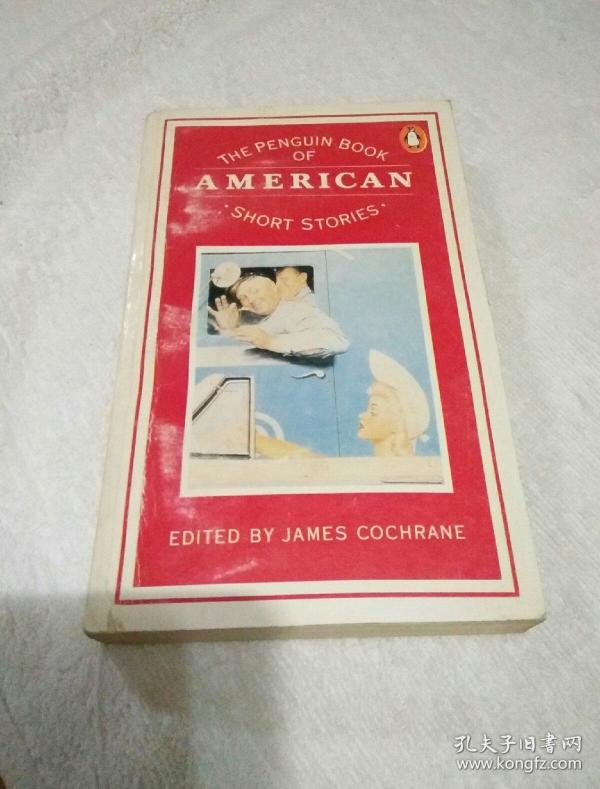 THE PENGUIN BOOK
OF
AMERICAN
· SHORT STORIES ·
EDITED BY JAMES COCHRANE
孔夫子旧书网
www.kongfz.com